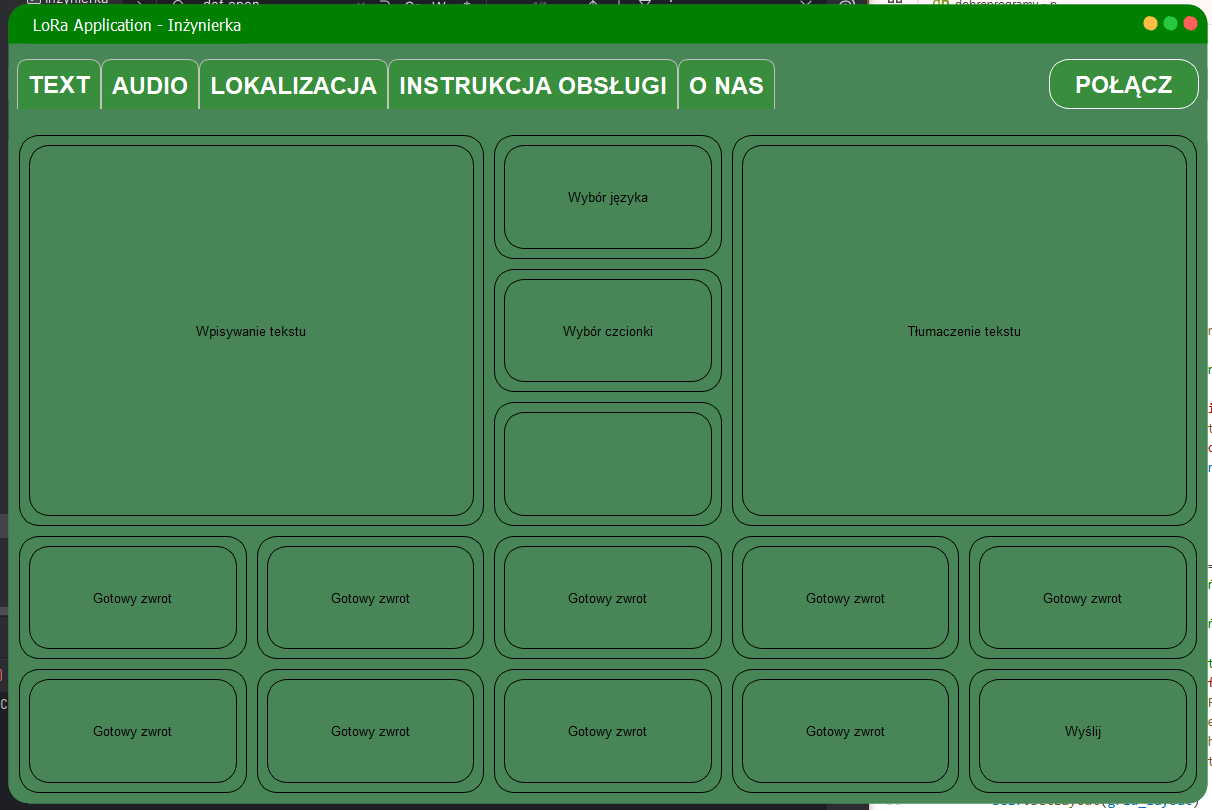 LoRa Application - Inżynierka
TEXT
AUDIO
LOKALIZACJA
INSTRUKCJA OBSŁUGI
O NAS
POŁĄCZ
Wybór języka
Wpisywanie tekstu
Wybór czcionki
Tłumaczenie tekstu
Gotowy zwrot
Gotowy zwrot
Gotowy zwrot
Gotowy zwrot
Gotowy zwrot
Gotowy zwrot
Gotowy zwrot
Gotowy zwrot
Gotowy zwrot
Wyślij